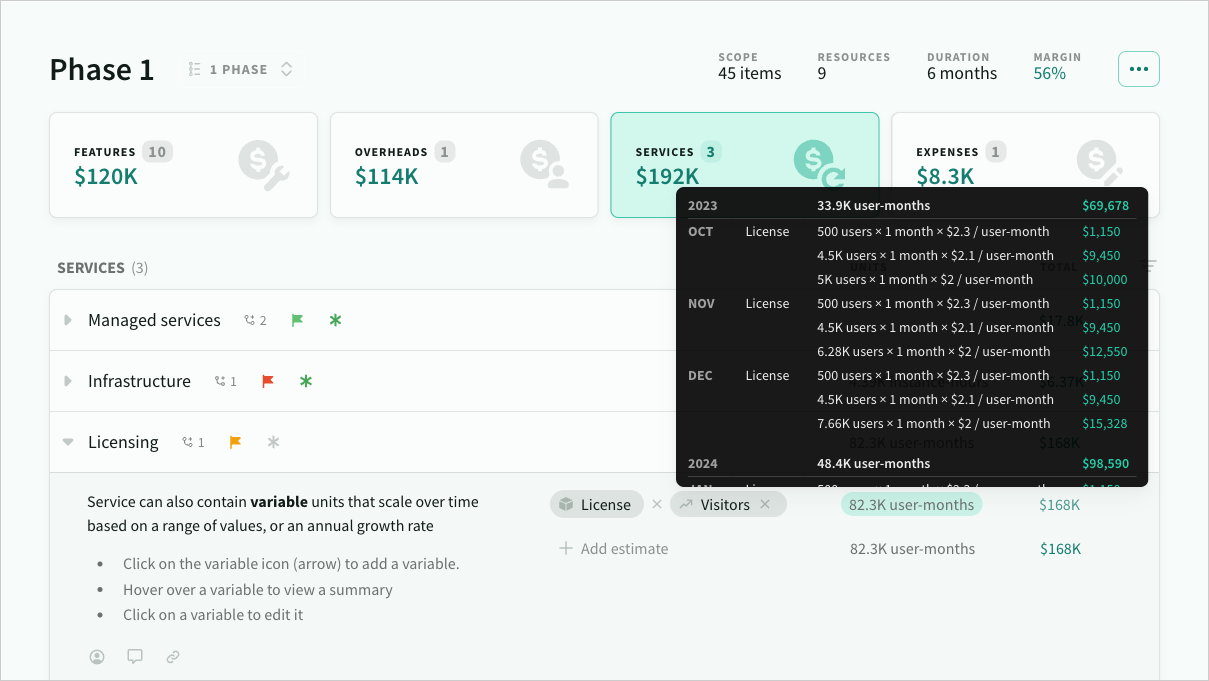 Phase 1
1 PHASE
SCOPE
45 items
RESOURCES
9
DURATION
6 months
MARGIN
56%
FEATURES 10
$120K
OVERHEADS 1
$114K
SERVICES 3
$192K
EXPENSES 1
$8.3K
2023 33.9K user-months $69,678
OCT License 500 users × 1 month × $2.3 / user-month $1,150
4.5K users × 1 month × $2.1 / user-month $9,450
5K users × 1 month × $2 / user-month $10,000
NOV License 500 users × 1 month × $2.3 / user-month $1,150
4.5K users × 1 month × $2.1 / user-month $9,450
6.28K users × 1 month × $2 / user-month $12,550
DEC License 500 users × 1 month × $2.3 / user-month $1,150
4.5K users × 1 month × $2.1 / user-month $9,450
7.66K users × 1 month × $2 / user-month $15,328
2024 48.4K user-months $98,590
SERVICES (3) UNITS TOTAL
Managed services 2 $17.8K
Infrastructure 1 instance-hours $6.37K
Licensing 1 82.3K user-months $168K
Service can also contain variable units that scale over time
based on a range of values, or an annual growth rate
• Click on the variable icon (arrow) to add a variable.
• Hover over a variable to view a summary
• Click on a variable to edit it
License × Visitors × 82.3K user-months $168K
Add estimate 82.3K user-months $168K